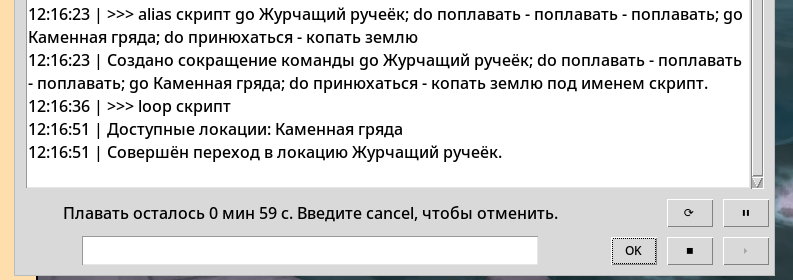 12:16:23 | >>> alias скрипт go Журчащий ручеёк; do поплавать - поплавать - поплавать; go
Каменная гряда; do принюхаться - копать землю
12:16:23 | Создано сокращение команды go Журчащий ручеёк; do поплавать - поплавать
- поплавать; go Каменная гряда; do принюхаться - копать землю под именем скрипт.
12:16:36 | >>> loop скрипт
12:16:51 | Доступные локации: Каменная гряда
12:16:51 | Совершён переход в локацию Журчащий ручеёк.
Плавать осталось 0 мин 59 с. Введите cancel, чтобы отменить.
OK